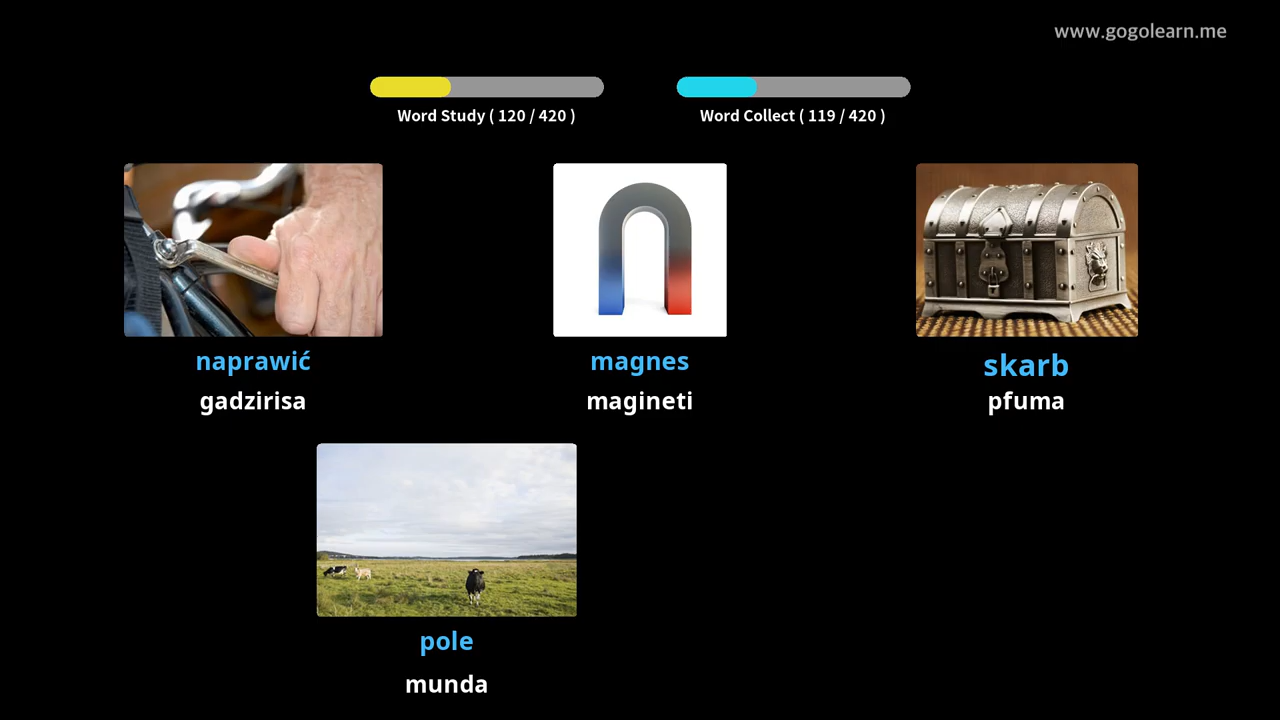 www.gogolearn.me
Word Study ( 120 / 420 )
Word Collect ( 119 / 420 )
naprawić
gadzirisa
magnes
magineti
skarb
pfuma
pole
munda